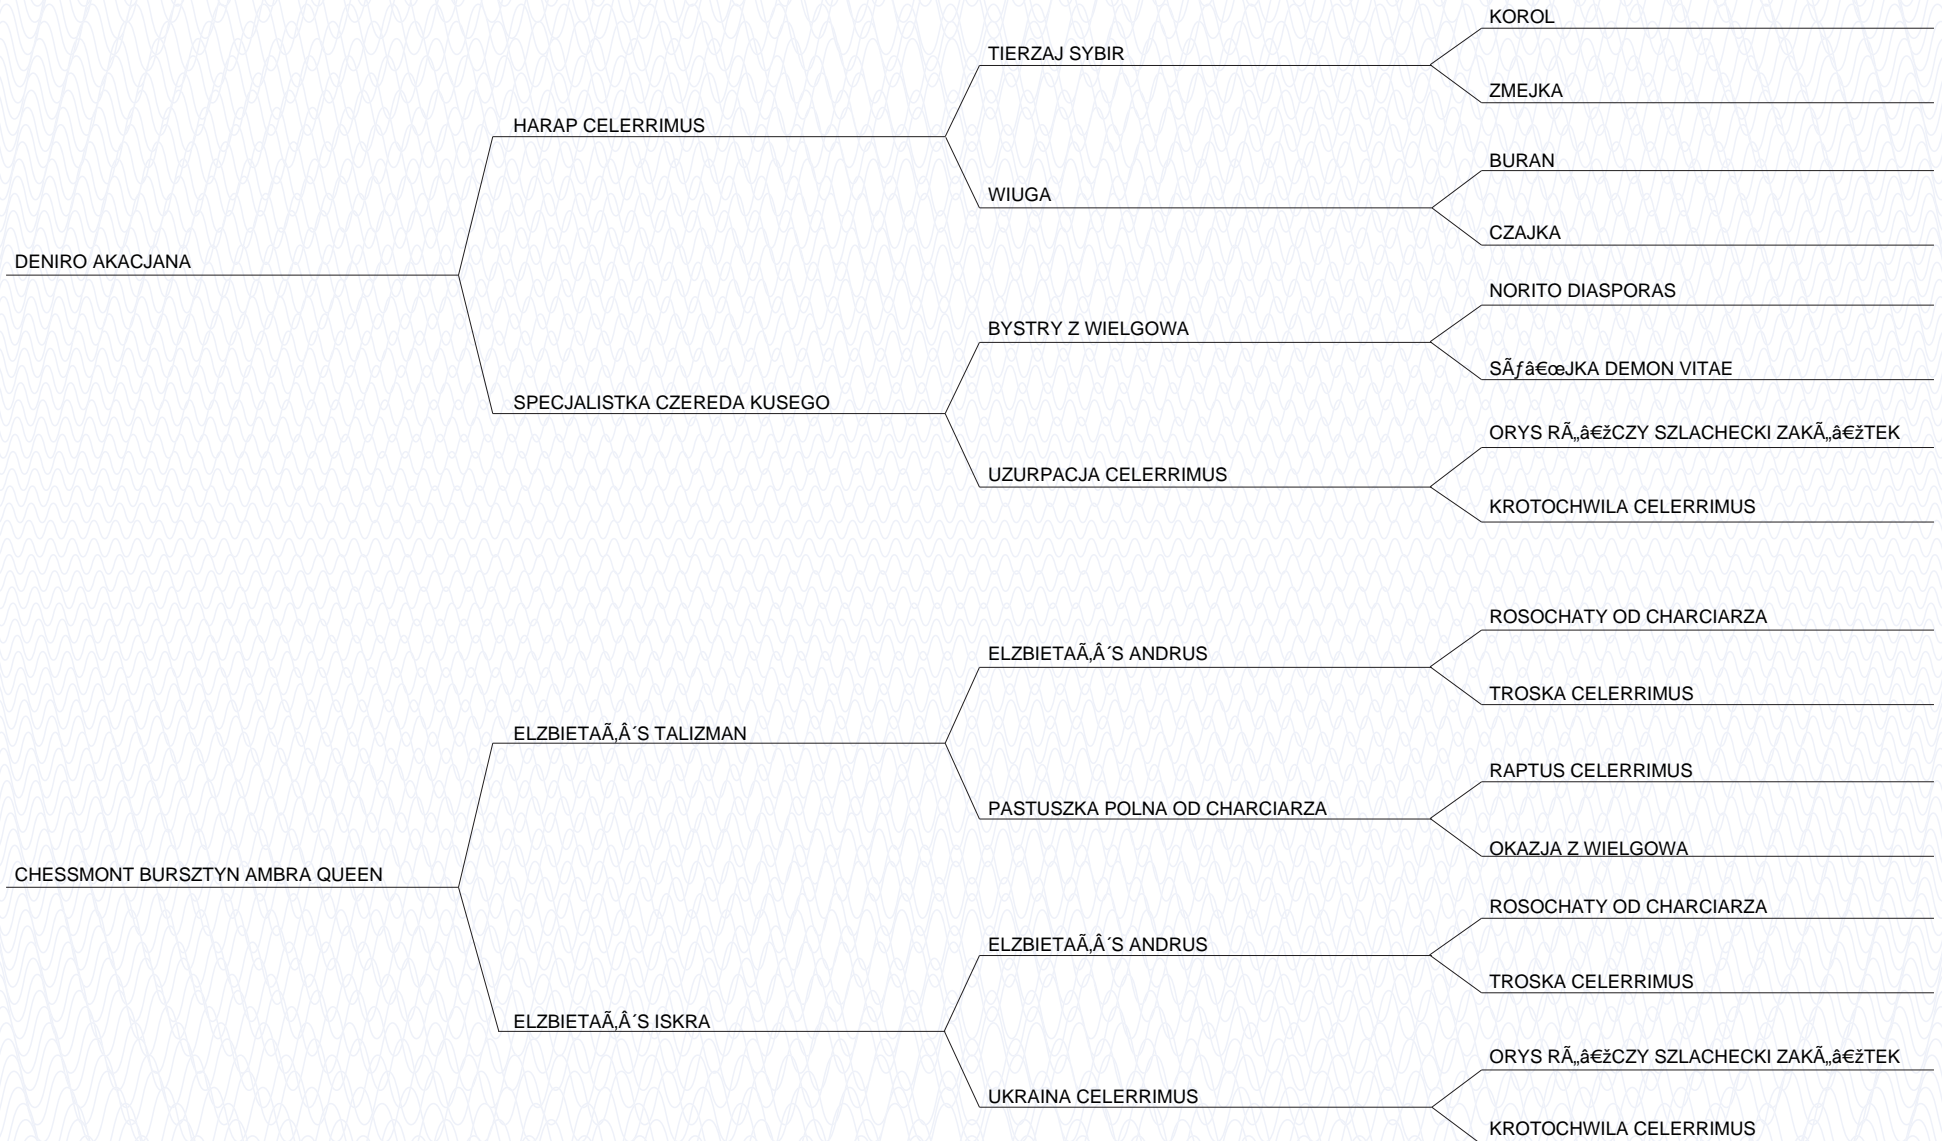 KOROL
TIERZAJ SYBIR
ZMEJKA
HARAP CELERRIMUS
BURAN
WIUGA
CZAJKA
DENIRO AKACJANA
NORITO DIASPORAS
BYSTRY Z WIELGOWA
SÃƒâ€œJKA DEMON VITAE
SPECJALISTKA CZEREDA KUSEGO
ORYS RÃ„â€žCZY SZLACHECKI ZAKÃ„â€žTEK
UZURPACJA CELERRIMUS
KROTOCHWILA CELERRIMUS
ROSOCHATY OD CHARCIARZA
ELZBIETAÃ‚Â´S ANDRUS
TROSKA CELERRIMUS
ELZBIETAÃ‚Â´S TALIZMAN
RAPTUS CELERRIMUS
PASTUSZKA POLNA OD CHARCIARZA
OKAZJA Z WIELGOWA
CHESSMONT BURSZTYN AMBRA QUEEN
ROSOCHATY OD CHARCIARZA
ELZBIETAÃ‚Â´S ANDRUS
TROSKA CELERRIMUS
ELZBIETAÃ‚Â´S ISKRA
ORYS RÃ„â€žCZY SZLACHECKI ZAKÃ„â€žTEK
UKRAINA CELERRIMUS
KROTOCHWILA CELERRIMUS